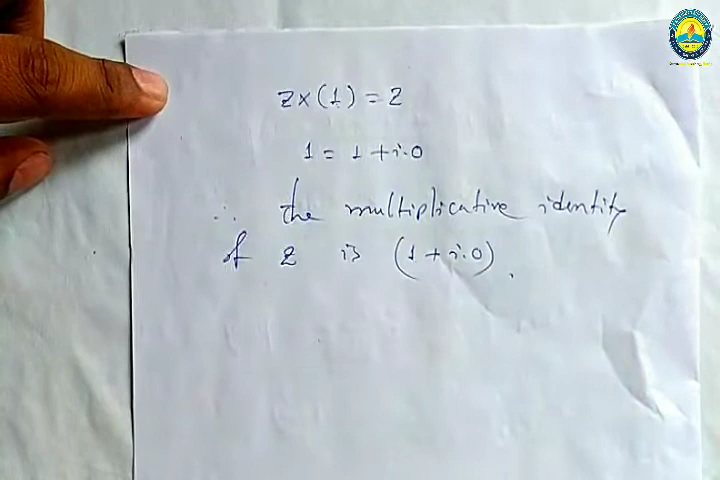 z×(1) = z
1 = 1 + i.0
∴ the multiplicative identity
of z is (1 + i.0).